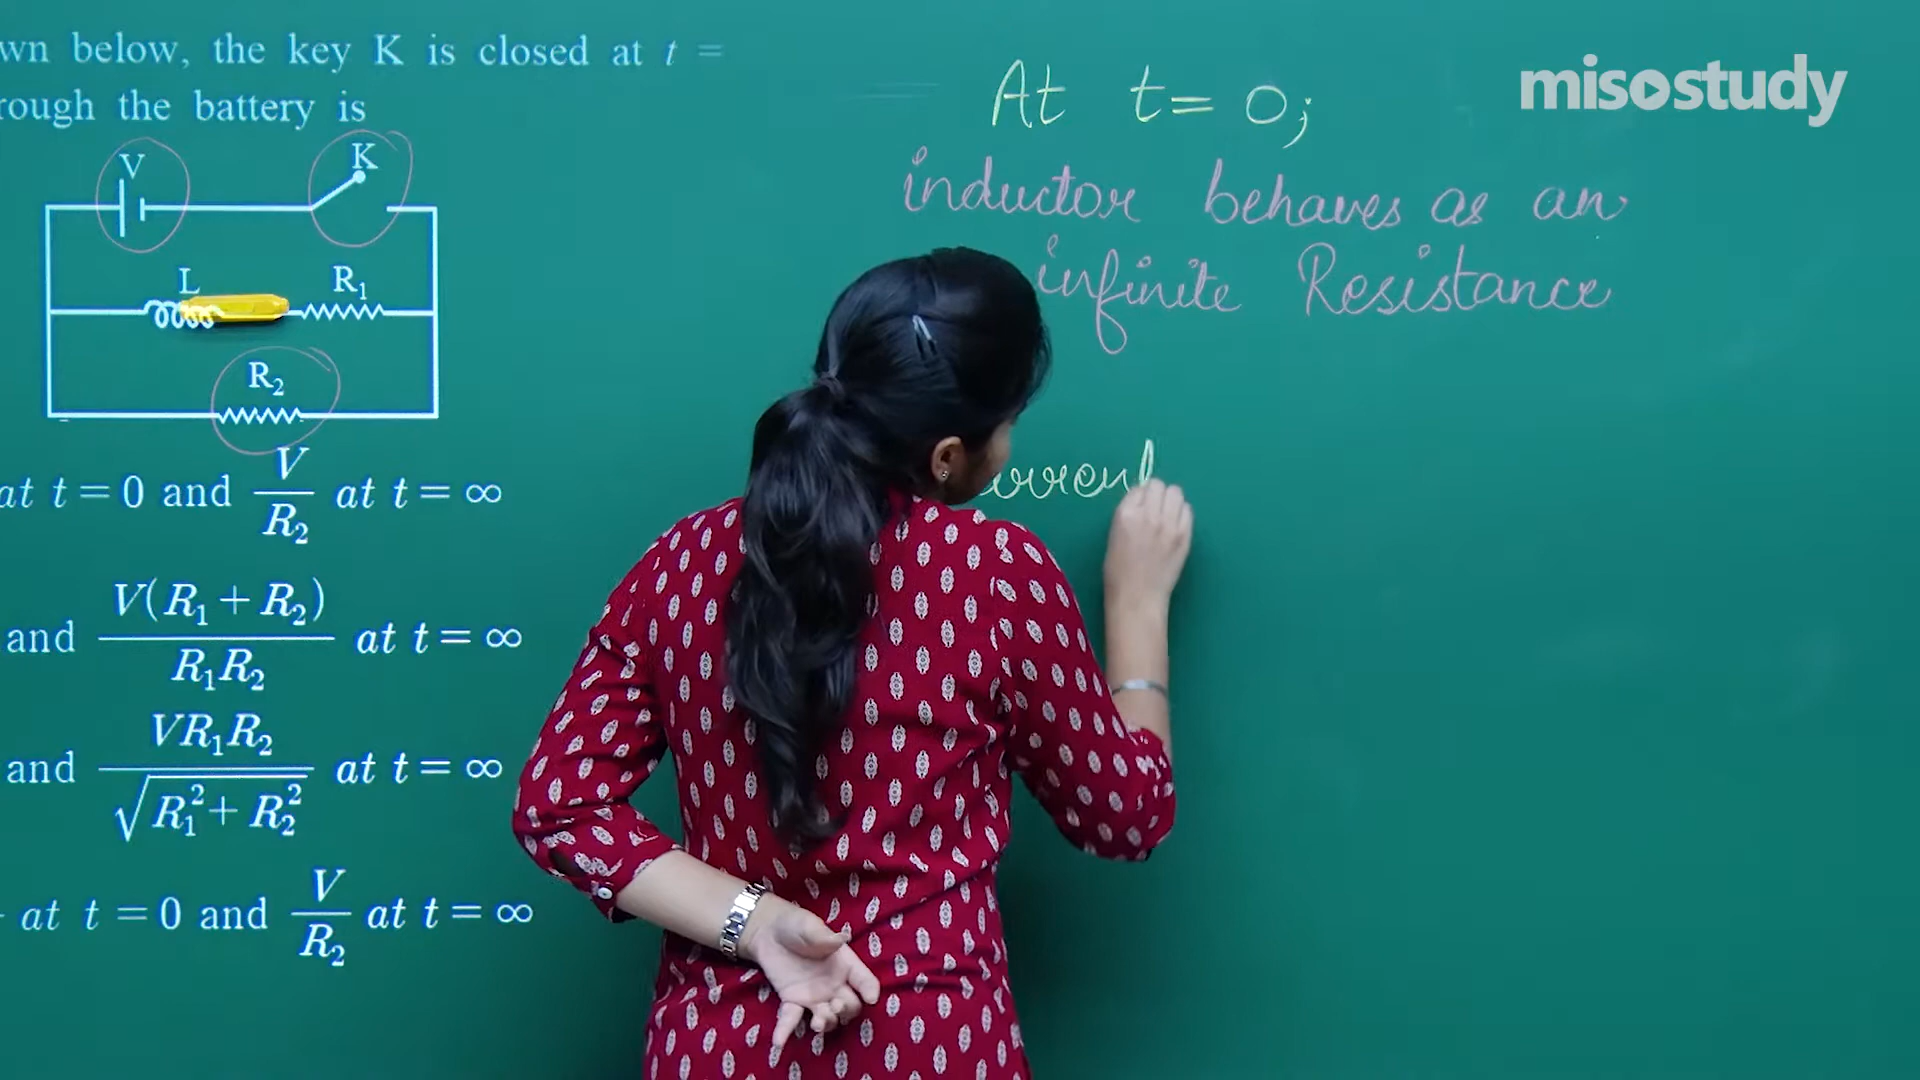 wn below, the key K is closed at t =
rough the battery is
V
K
L
R₁
R₂
at t = 0 and V/R₂ at t = ∞
and V(R₁ + R₂)/R₁R₂ at t = ∞
and VR₁R₂/√(R₁² + R₂²) at t = ∞
at t = 0 and V/R₂ at t = ∞
At t = 0;
inductor behaves as an
infinite Resistance
urrent
misostudy